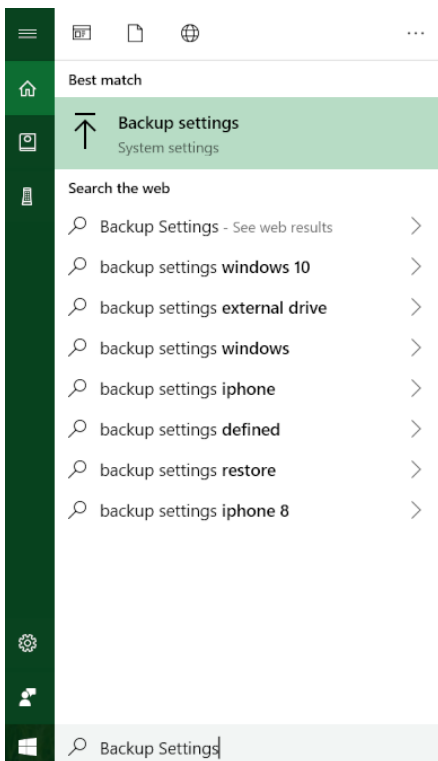 ...
Best match
Backup settings
System settings
Search the web
Backup Settings - See web results
backup settings windows 10
backup settings external drive
backup settings windows
backup settings iphone
backup settings defined
backup settings restore
backup settings iphone 8
Backup Settings